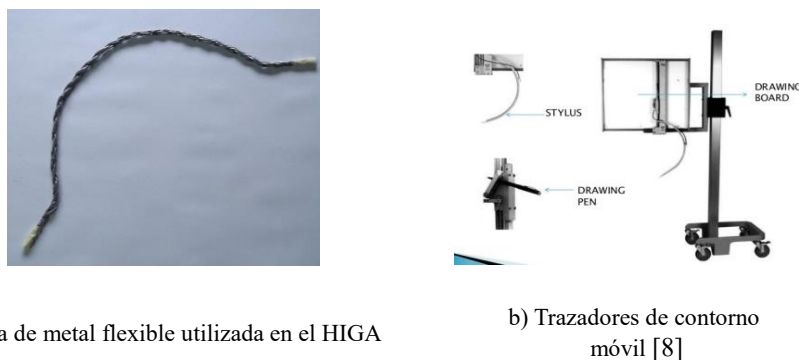 STYLUS
DRAWING
BOARD
DRAWING
PEN
a de metal flexible utilizada en el HIGA
b) Trazadores de contorno
móvil [8]